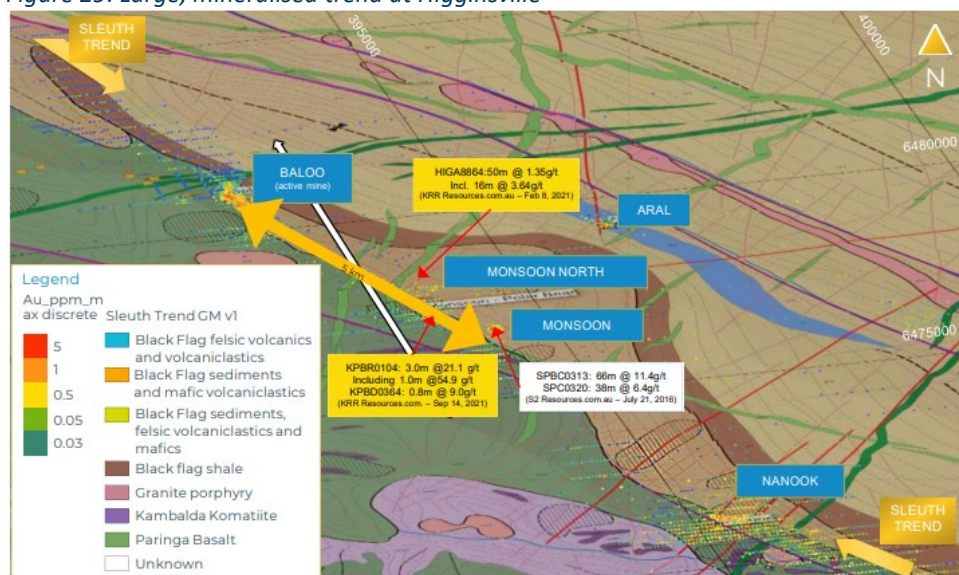 Figure 25: Large, mineralised trend at Higginsville
SLEUTH
TREND
395000
400000
N
6480000
BALOO
(active mine)
HIGA8864:50m @ 1.35g/t
Incl. 16m @ 3.64g/t
(KRR Resources.com.au – Feb 8, 2021)
ARAL
5 km
MONSOON NORTH
Monsoon - Polar Bear
MONSOON
6475000
KPBR0104: 3.0m @21.1 g/t
Including 1.0m @54.9 g/t
KPBD0364: 0.8m @ 9.0g/t
(KRR Resources.com. – Sep 14, 2021)
SPBC0313: 66m @ 11.4g/t
SPC0320: 38m @ 6.4g/t
(S2 Resources.com.au – July 21, 2016)
NANOOK
SLEUTH
TREND
Legend
Au_ppm_m
ax discrete
5
1
0.5
0.05
0.03
Sleuth Trend GM v1
Black Flag felsic volcanics
and volcaniclastics
Black Flag sediments
and mafic volcaniclastics
Black Flag sediments,
felsic volcaniclastics and
mafics
Black flag shale
Granite porphyry
Kambalda Komatiite
Paringa Basalt
Unknown